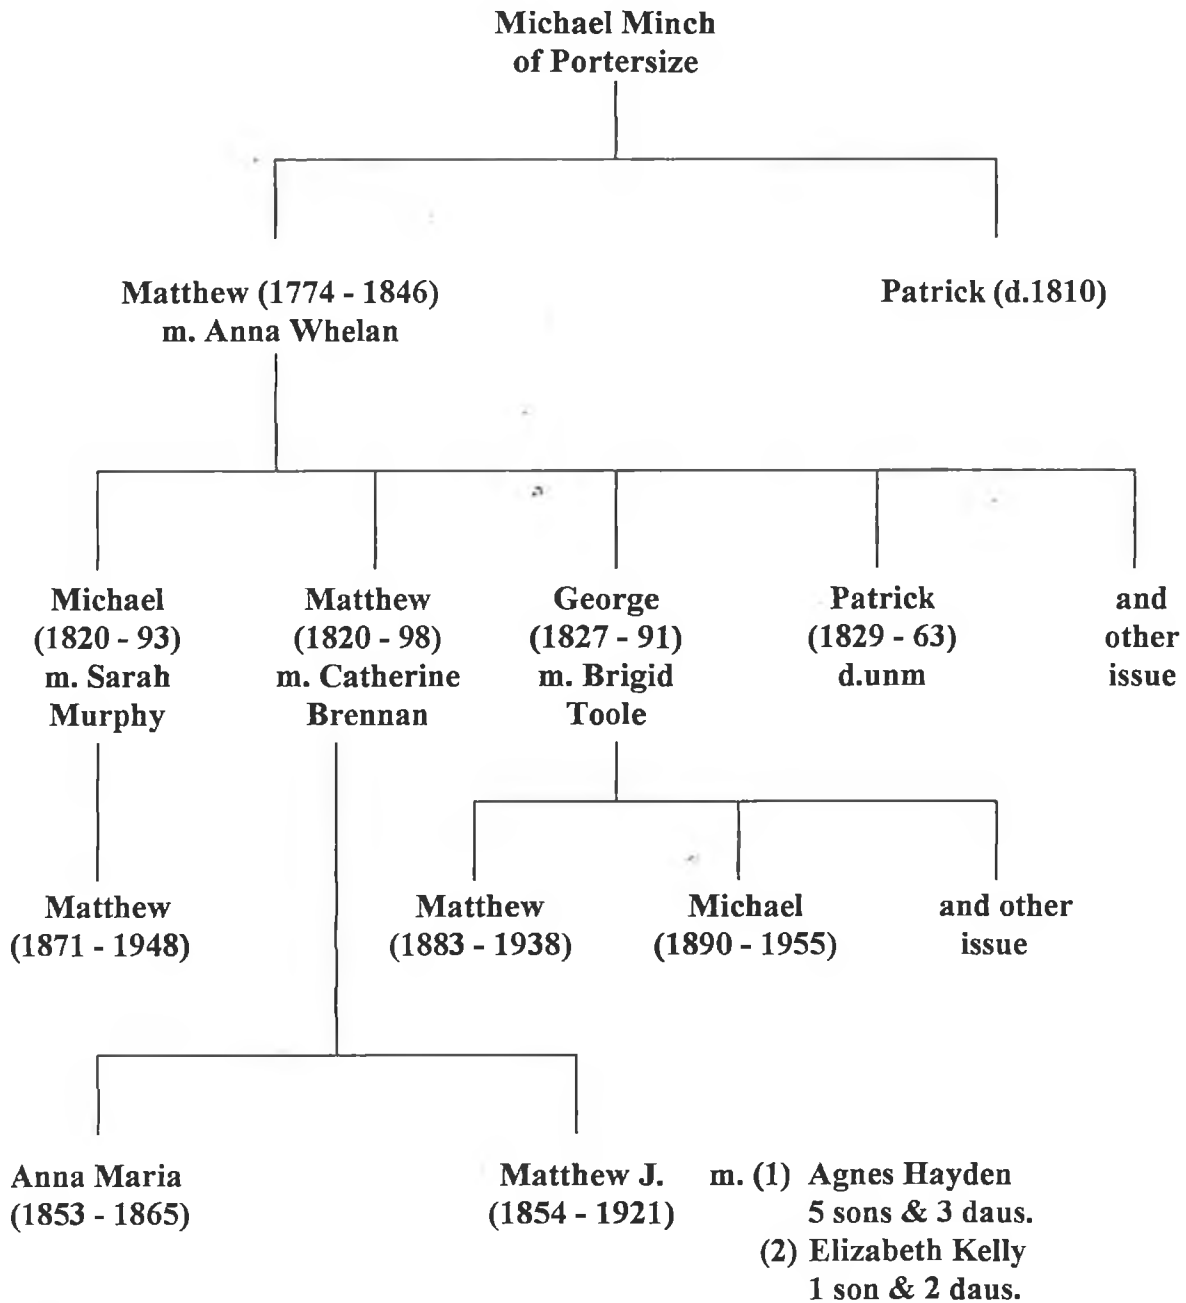 Michael Minch
of Portersize
Matthew (1774 - 1846)
m. Anna Whelan
Patrick (d.1810)
Michael
(1820 - 93)
m. Sarah
Murphy
Matthew
(1820 - 98)
m. Catherine
Brennan
George
(1827 - 91)
m. Brigid
Toole
Patrick
(1829 - 63)
d.unm
and
other
issue
Matthew
(1871 - 1948)
Matthew
(1883 - 1938)
Michael
(1890 - 1955)
and other
issue
Anna Maria
(1853 - 1865)
Matthew J.
(1854 - 1921)
m. (1) Agnes Hayden
5 sons & 3 daus.
(2) Elizabeth Kelly
1 son & 2 daus.